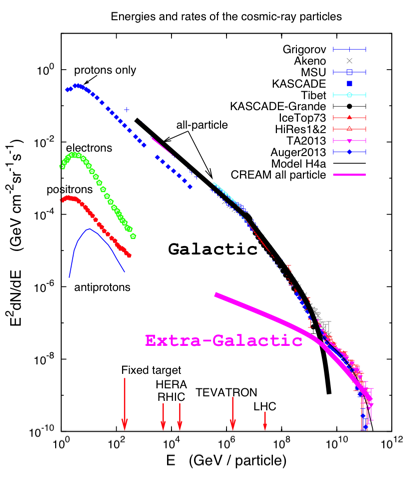 Energies and rates of the cosmic-ray particles
Grigorov
Akeno
MSU
KASCADE
Tibet
KASCADE-Grande
IceTop73
HiRes1&2
TA2013
Auger2013
Model H4a
CREAM all particle
protons only
all-particle
electrons
positrons
antiprotons
Galactic
Extra-Galactic
Fixed target
HERA
RHIC
TEVATRON
LHC
10⁰
10⁻²
10⁻⁴
10⁻⁶
10⁻⁸
10⁻¹⁰
E²dN/dE (GeV cm⁻²sr⁻¹s⁻¹)
10⁰ 10² 10⁴ 10⁶ 10⁸ 10¹⁰ 10¹²
E (GeV / particle)